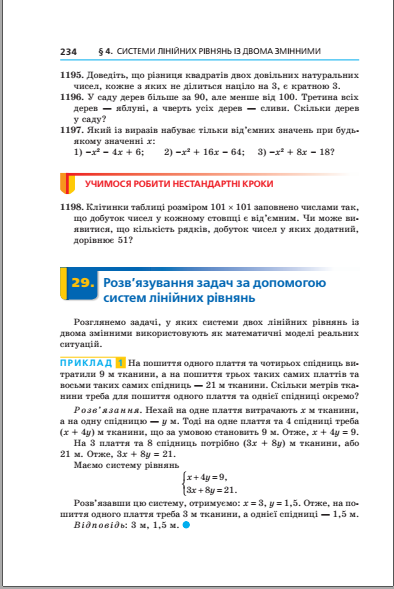 234 § 4. СИСТЕМИ ЛІНІЙНИХ РІВНЯНЬ ІЗ ДВОМА ЗМІННИМИ
1195. Доведіть, що різниця квадратів двох довільних натуральних
чисел, кожне з яких не ділиться націло на 3, є кратною 3.
1196. У саду дерев більше за 90, але менше від 100. Третина всіх
дерев — яблуні, а чверть усіх дерев — сливи. Скільки дерев
у саду?
1197. Який із виразів набуває тільки від’ємних значень при будь-
якому значенні x:
1) −x² − 4x + 6; 2) −x² + 16x − 64; 3) −x² + 8x − 18?
УЧИМОСЯ РОБИТИ НЕСТАНДАРТНІ КРОКИ
1198. Клітинки таблиці розміром 101 × 101 заповнено числами так,
що добуток чисел у кожному стовпці є від’ємним. Чи може ви-
явитися, що кількість рядків, добуток чисел у яких додатний,
дорівнює 51?
29. Розв’язування задач за допомогою
систем лінійних рівнянь
Розглянемо задачі, у яких системи двох лінійних рівнянь із
двома змінними використовують як математичні моделі реальних
ситуацій.
ПРИКЛАД 1 На пошиття одного плаття та чотирьох спідниць ви-
тратили 9 м тканини, а на пошиття трьох таких самих платтів та
восьми таких самих спідниць — 21 м тканини. Скільки метрів тка-
нини треба для пошиття одного плаття та однієї спідниці окремо?
Розв’язання. Нехай на одне плаття витрачають x м тканини,
а на одну спідницю — y м. Тоді на одне плаття та 4 спідниці треба
(x + 4y) м тканини, що за умовою становить 9 м. Отже, x + 4y = 9.
На 3 плаття та 8 спідниць потрібно (3x + 8y) м тканини, або
21 м. Отже, 3x + 8y = 21.
Маємо систему рівнянь
{x + 4y = 9,
3x + 8y = 21.
Розв’язавши цю систему, отримуємо: x = 3, y = 1,5. Отже, на по-
шиття одного плаття треба 3 м тканини, а однієї спідниці — 1,5 м.
Відповідь: 3 м, 1,5 м.